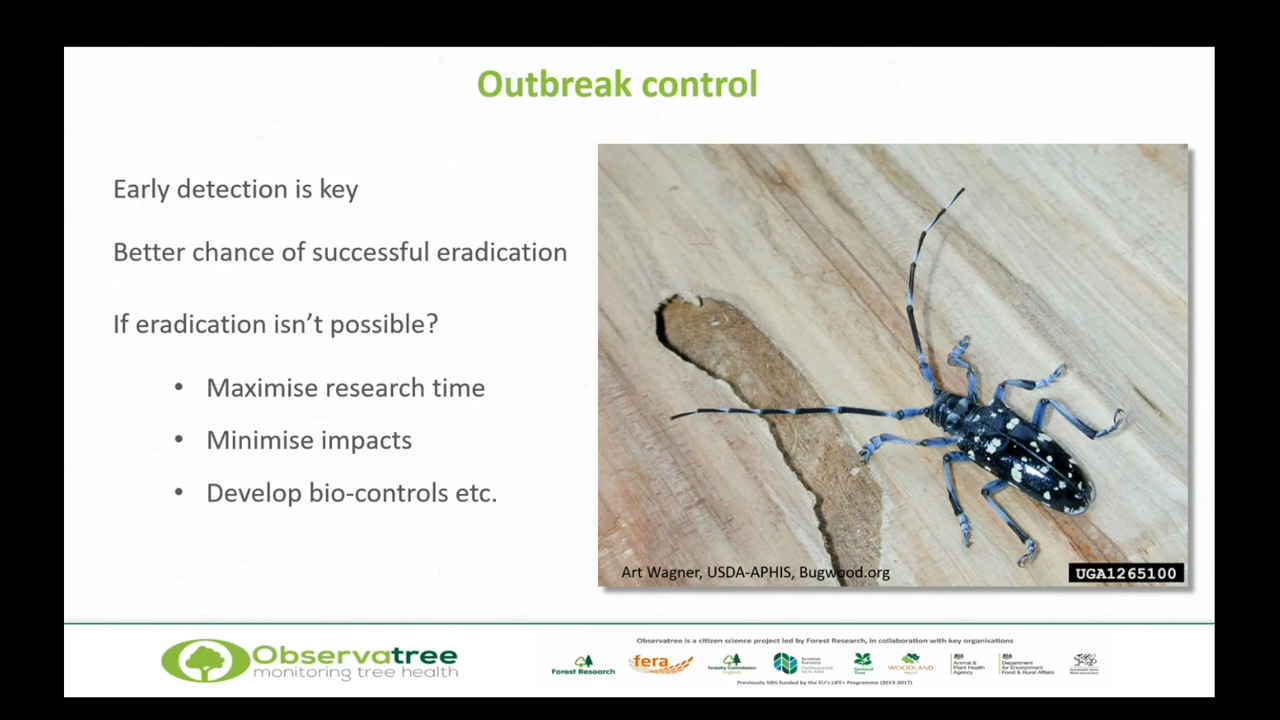 Outbreak control
Early detection is key
Better chance of successful eradication
If eradication isn't possible?
• Maximise research time
• Minimise impacts
• Develop bio-controls etc.
Art Wagner, USDA-APHIS, Bugwood.org
UGA1265100
Observatree
monitoring tree health
Observatree is a citizen science project led by Forest Research, in collaboration with key organisations
Forest Research
fera
Forestry Commission
England
Scottish
Forestry
National
Trust
WOODLAND
Animal &
Plant Health
Agency
Department
for Environment
Food & Rural Affairs
Previously 50% funded by the EU's LIFE+ Programme (2013-2017)